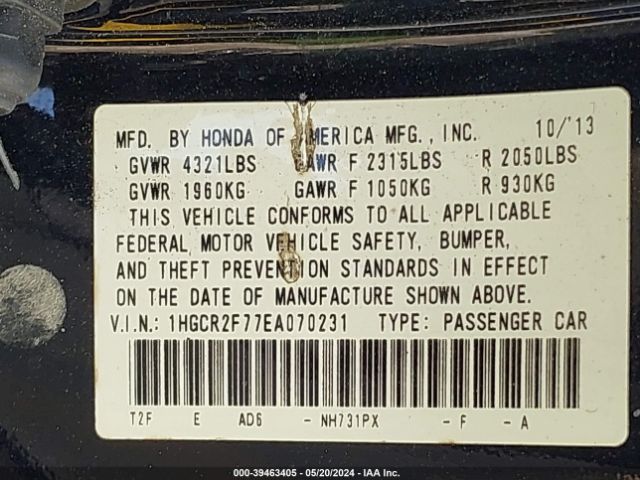 MFD. BY HONDA OF AMERICA MFG., INC. 10/'13
GVWR 4321LBS GAWR F 2315LBS R 2050LBS
GVWR 1960KG GAWR F 1050KG R 930KG
THIS VEHICLE CONFORMS TO ALL APPLICABLE
FEDERAL MOTOR VEHICLE SAFETY, BUMPER,
AND THEFT PREVENTION STANDARDS IN EFFECT
ON THE DATE OF MANUFACTURE SHOWN ABOVE.
V.I.N.: 1HGCR2F77EA070231 TYPE: PASSENGER CAR
T2F E AD6 - NH731PX - F - A
000-39463405 - 05/20/2024 - IAA Inc.